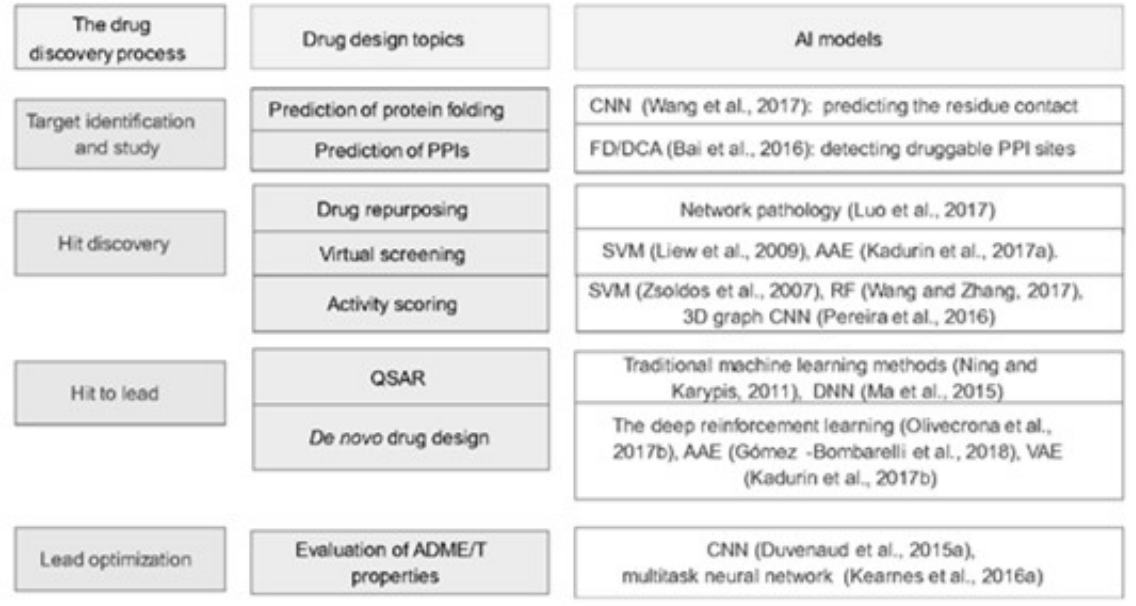 The drug
discovery process
Drug design topics
AI models
Target identification
and study
Prediction of protein folding
CNN (Wang et al., 2017): predicting the residue contact
Prediction of PPIs
FD/DCA (Bai et al., 2016): detecting druggable PPI sites
Hit discovery
Drug repurposing
Network pathology (Luo et al., 2017)
Virtual screening
SVM (Liew et al., 2009), AAE (Kadurin et al., 2017a).
Activity scoring
SVM (Zsoldos et al., 2007), RF (Wang and Zhang, 2017),
3D graph CNN (Pereira et al., 2016)
Hit to lead
QSAR
Traditional machine learning methods (Ning and
Karypis, 2011), DNN (Ma et al., 2015)
De novo drug design
The deep reinforcement learning (Olivecrona et al.,
2017b), AAE (Gómez -Bombarelli et al., 2018), VAE
(Kadurin et al., 2017b)
Lead optimization
Evaluation of ADME/T
properties
CNN (Duvenaud et al., 2015a),
multitask neural network (Kearnes et al., 2016a)